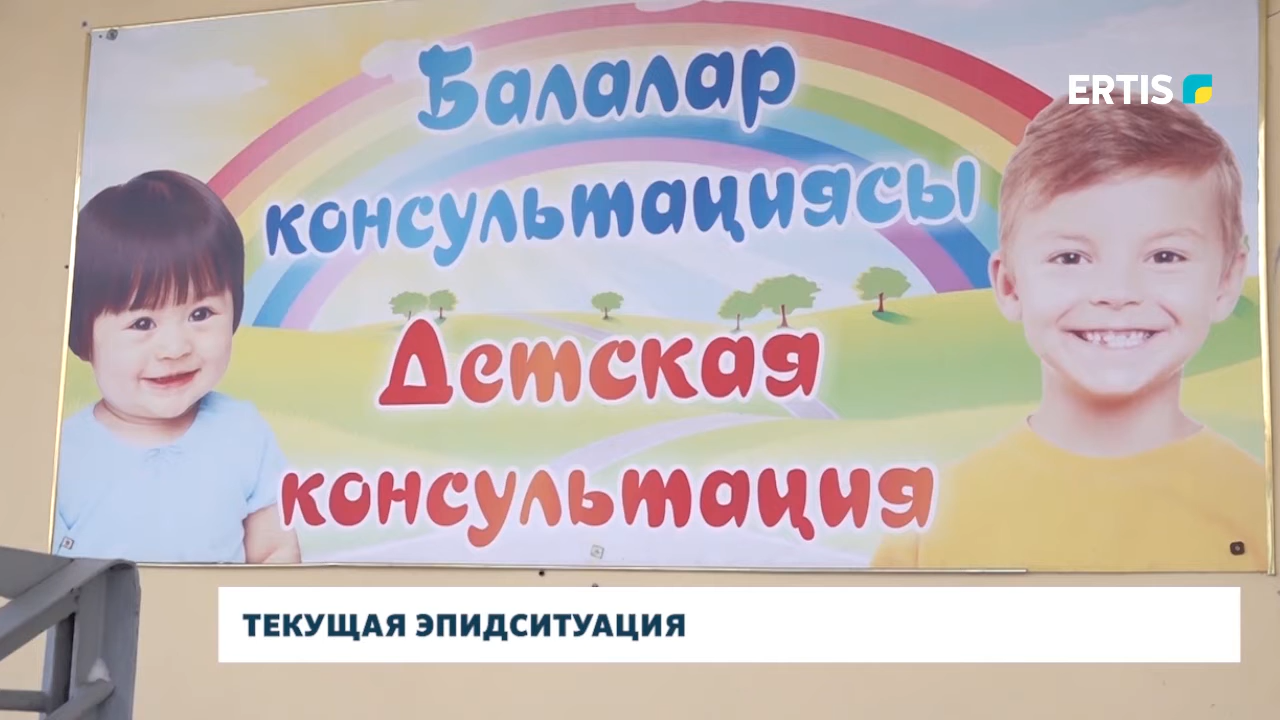 ERTIS
Балалар
консультациясы
Детская
консультация
ТЕКУЩАЯ ЭПИДСИТУАЦИЯ